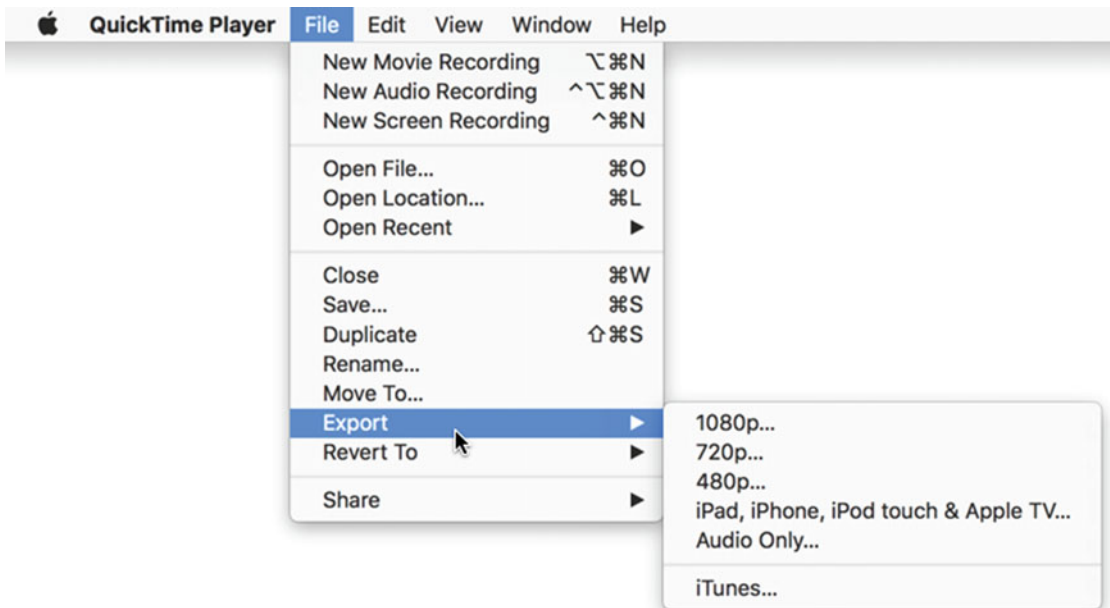 QuickTime Player File Edit View Window Help
New Movie Recording ⌥⌘N
New Audio Recording ^⌥⌘N
New Screen Recording ^⌘N
Open File... ⌘O
Open Location... ⌘L
Open Recent ▶
Close ⌘W
Save... ⌘S
Duplicate ⇧⌘S
Rename...
Move To...
Export ▶
Revert To ▶
Share ▶
1080p...
720p...
480p...
iPad, iPhone, iPod touch & Apple TV...
Audio Only...
iTunes...